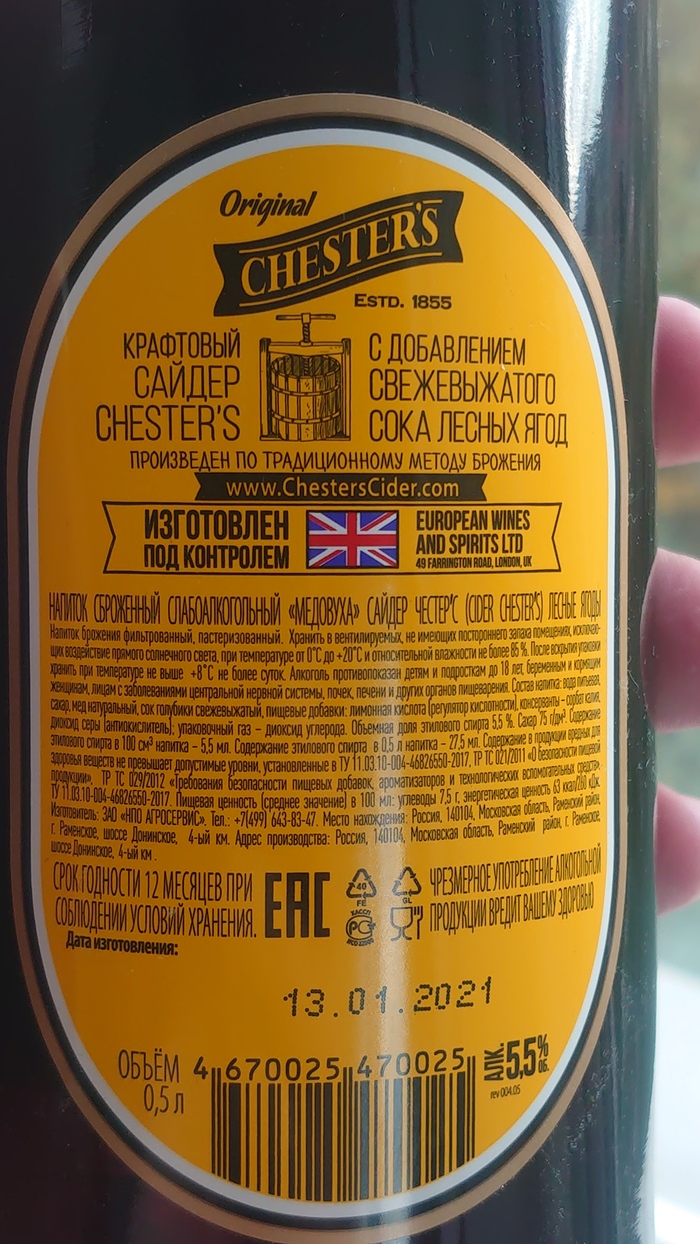 Original
CHESTER'S
ESTD. 1855
КРАФТОВЫЙ
САЙДЕР
CHESTER'S
С ДОБАВЛЕНИЕМ
СВЕЖЕВЫЖАТОГО
СОКА ЛЕСНЫХ ЯГОД
ПРОИЗВЕДЕН ПО ТРАДИЦИОННОМУ МЕТОДУ БРОЖЕНИЯ
www.ChestersCider.com
ИЗГОТОВЛЕН
ПОД КОНТРОЛЕМ
EUROPEAN WINES
AND SPIRITS LTD
49 FARRINGTON ROAD, LONDON, UK
НАПИТОК СБРОЖЕННЫЙ СЛАБОАЛКОГОЛЬНЫЙ «МЕДОВУХА» САЙДЕР ЧЕСТЕР'С (CIDER CHESTER'S) ЛЕСНЫЕ ЯГОДЫ
Напиток брожения фильтрованный, пастеризованный. Хранить в вентилируемых, не имеющих постороннего запаха помещениях, исключаю-
щих воздействие прямого солнечного света, при температуре от 0°С до +20°С и относительной влажности не более 85 %. После вскрытия упаковки
хранить при температуре не выше +8°С не более суток. Алкоголь противопоказан детям и подросткам до 18 лет, беременным и кормящим
женщинам, лицам с заболеваниями центральной нервной системы, почек, печени и других органов пищеварения. Состав напитка: вода питьевая,
сахар, мед натуральный, сок голубики свежевыжатый, пищевые добавки: лимонная кислота (регулятор кислотности), консерванты – сорбат калия,
диоксид серы (антиокислитель), упаковочный газ – диоксид углерода. Объемная доля этилового спирта 5,5 %. Сахар 75 г/дм³. Содержание
этилового спирта в 100 см³ напитка – 5,5 мл. Содержание этилового спирта в 0,5 л напитка – 27,5 мл. Содержание в продукции вредных для
здоровья веществ не превышает допустимые уровни, установленные в ТУ 11.03.10-004-46826550-2017, ТР ТС 021/2011 «О безопасности пищевой
продукции», ТР ТС 029/2012 «Требования безопасности пищевых добавок, ароматизаторов и технологических вспомогательных средств».
ТУ 11.03.10-004-46826550-2017. Пищевая ценность (среднее значение) в 100 мл: углеводы 7,5 г, энергетическая ценность 63 ккал/260 кДж.
Изготовитель: ЗАО «НПО АГРОСЕРВИС». Тел.: +7(499) 643-83-47. Место нахождения: Россия, 140104, Московская область, Раменский район,
г. Раменское, шоссе Донинское, 4-ый км. Адрес производства: Россия, 140104, Московская область, Раменский район, г. Раменское,
шоссе Донинское, 4-ый км.
СРОК ГОДНОСТИ 12 МЕСЯЦЕВ ПРИ
СОБЛЮДЕНИИ УСЛОВИЙ ХРАНЕНИЯ.
ЕАС
40
FE
GL
ХАССП
РС
ISO 22000
ЧРЕЗМЕРНОЕ УПОТРЕБЛЕНИЕ АЛКОГОЛЬНОЙ
ПРОДУКЦИИ ВРЕДИТ ВАШЕМУ ЗДОРОВЬЮ
Дата изготовления:
13.01.2021
ОБЪЁМ
0,5 л
4 670025 470025
АЛК. 5,5 % об.
rev 004.05